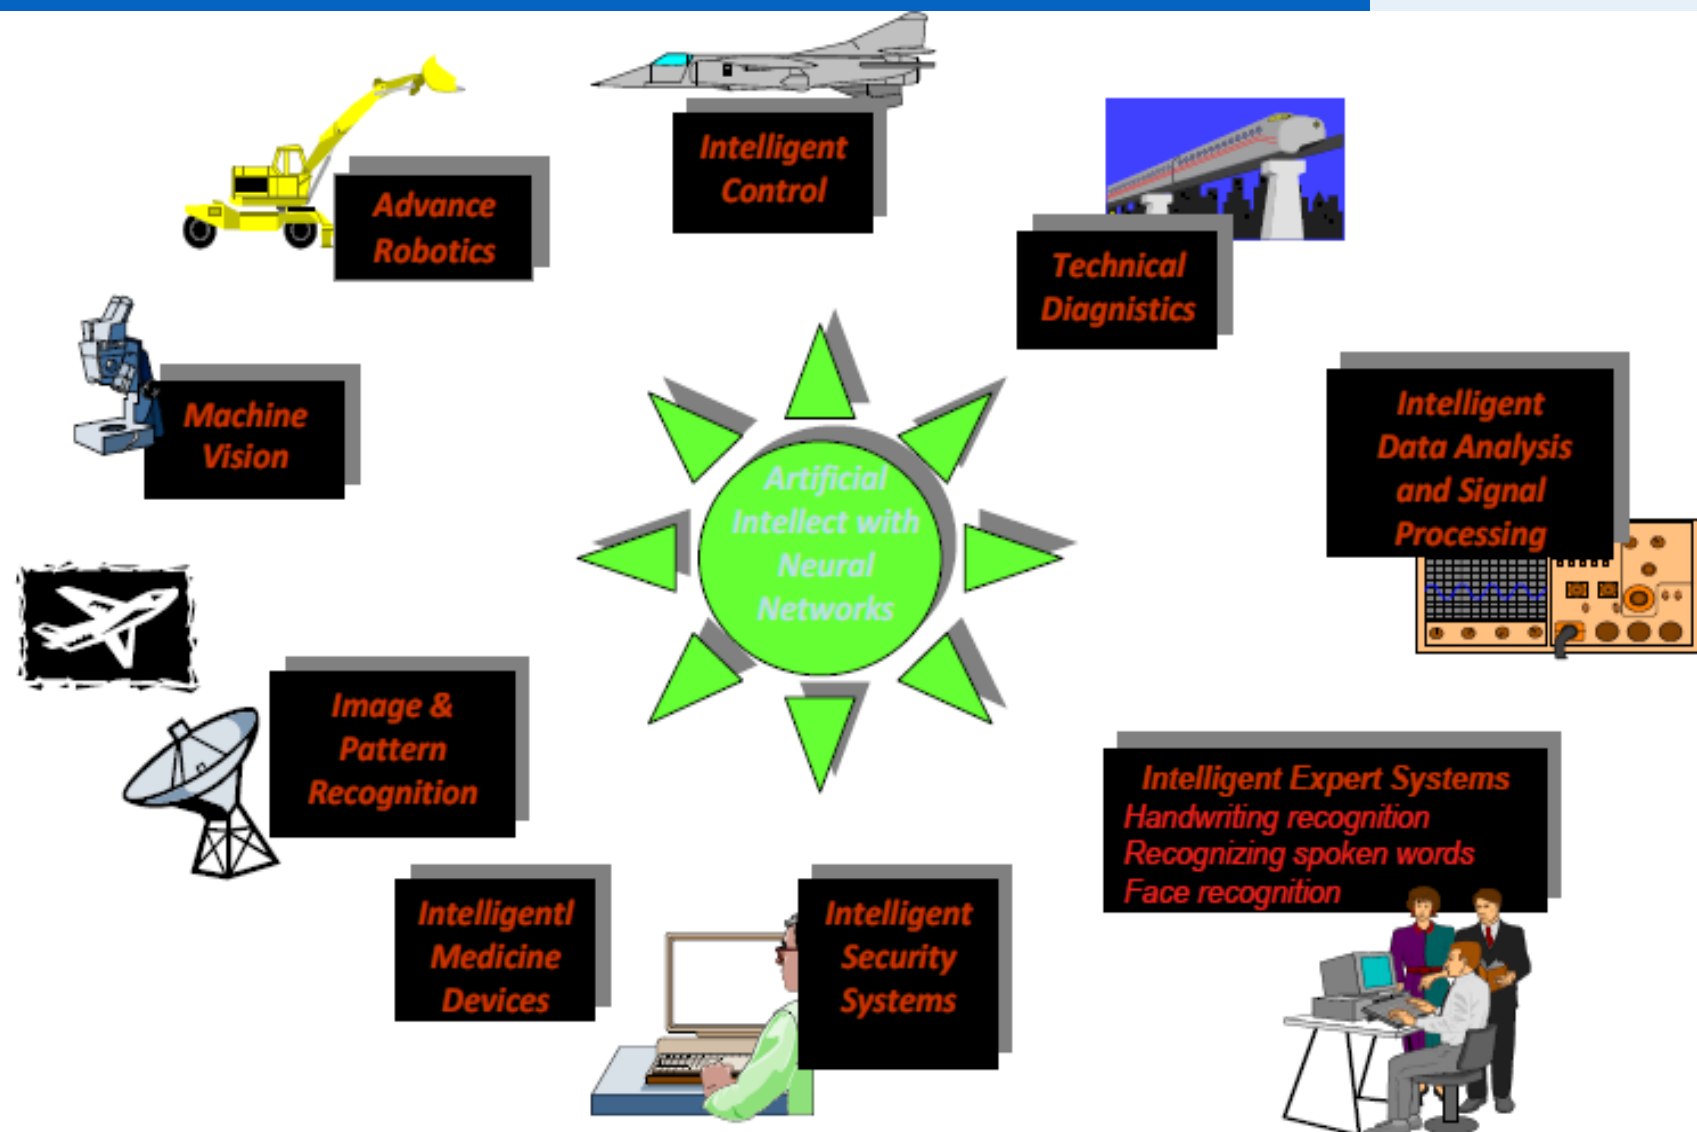 Intelligent
Control
Advance
Robotics
Technical
Diagnistics
Machine
Vision
Intelligent
Data Analysis
and Signal
Processing
Artificial
Intellect with
Neural
Networks
Image &
Pattern
Recognition
Intelligent Expert Systems
Handwriting recognition
Recognizing spoken words
Face recognition
Intelligentl
Medicine
Devices
Intelligent
Security
Systems